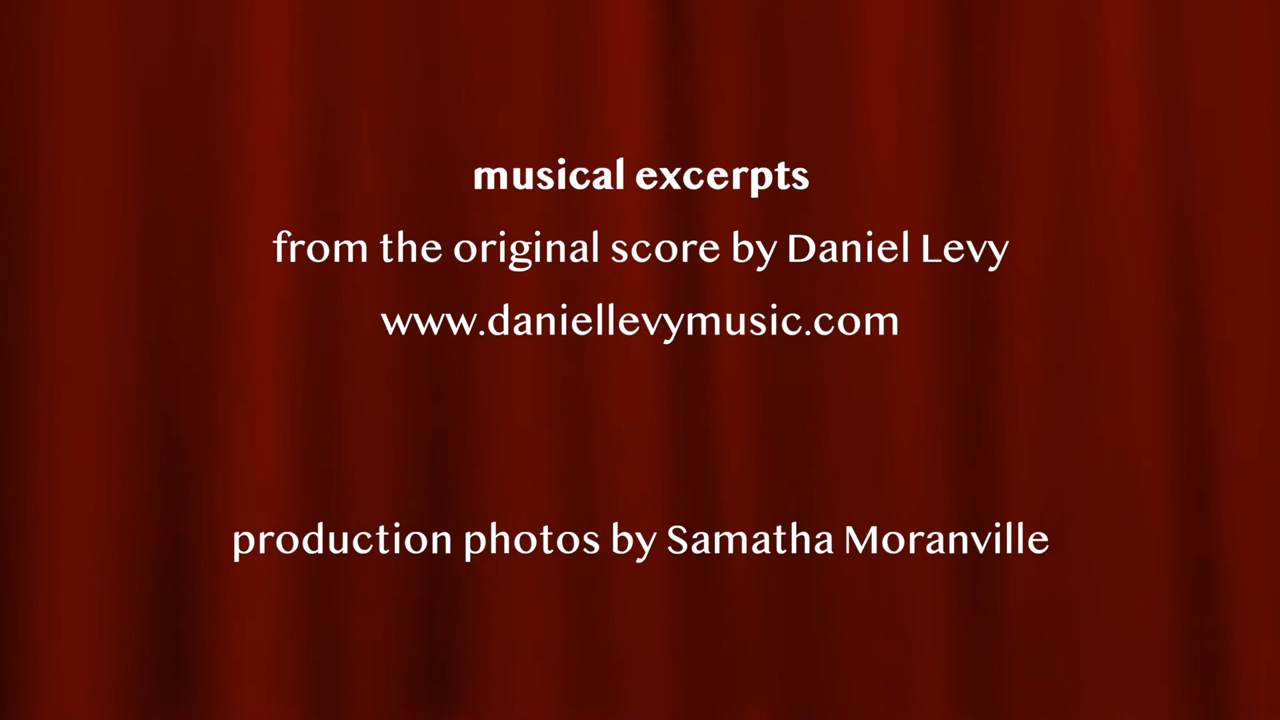 musical excerpts
from the original score by Daniel Levy
www.daniellevymusic.com
production photos by Samatha Moranville